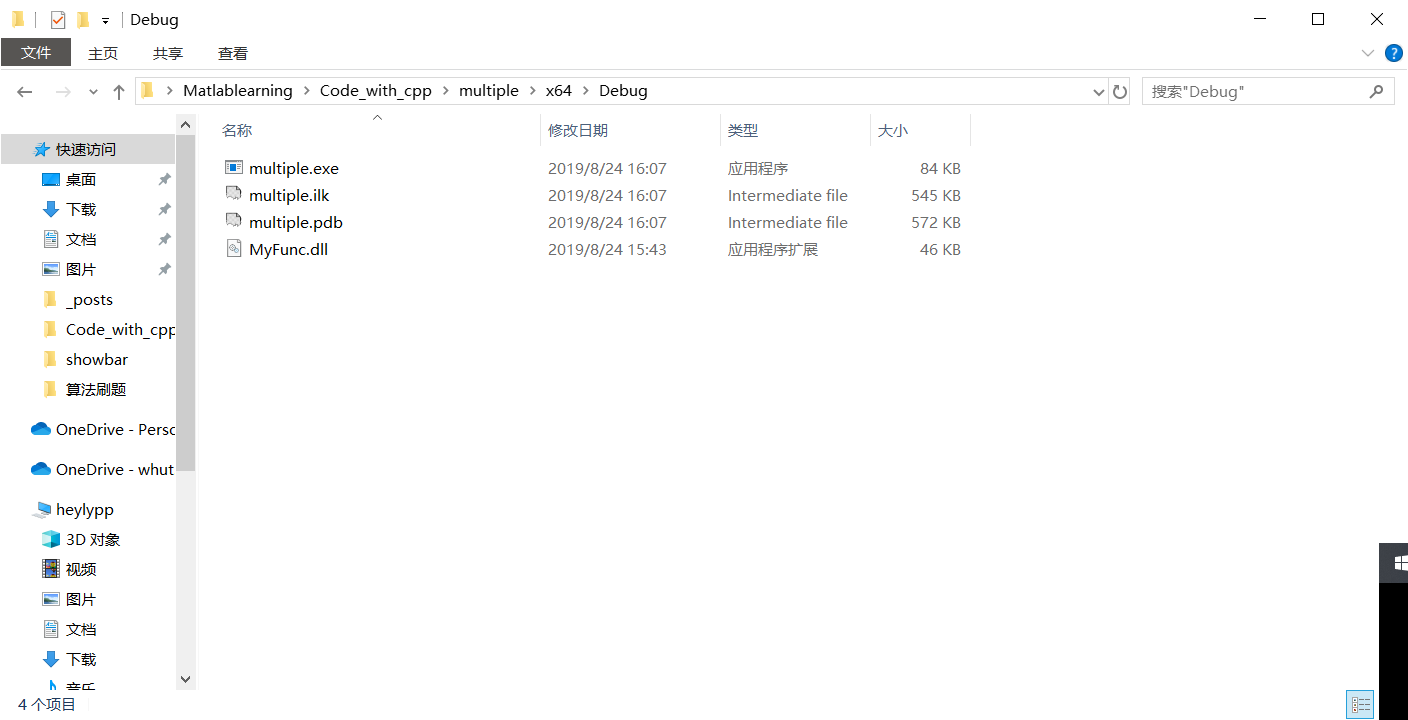 Debug
文件 主页 共享 查看
Matlablearning Code_with_cpp multiple x64 Debug 搜索"Debug"
名称 修改日期 类型 大小
multiple.exe 2019/8/24 16:07 应用程序 84 KB
multiple.ilk 2019/8/24 16:07 Intermediate file 545 KB
multiple.pdb 2019/8/24 16:07 Intermediate file 572 KB
MyFunc.dll 2019/8/24 15:43 应用程序扩展 46 KB
快速访问
桌面
下载
文档
图片
_posts
Code_with_cpp
showbar
算法刷题
OneDrive - Perso
OneDrive - whut
heylypp
3D 对象
视频
图片
文档
下载
音乐
4 个项目